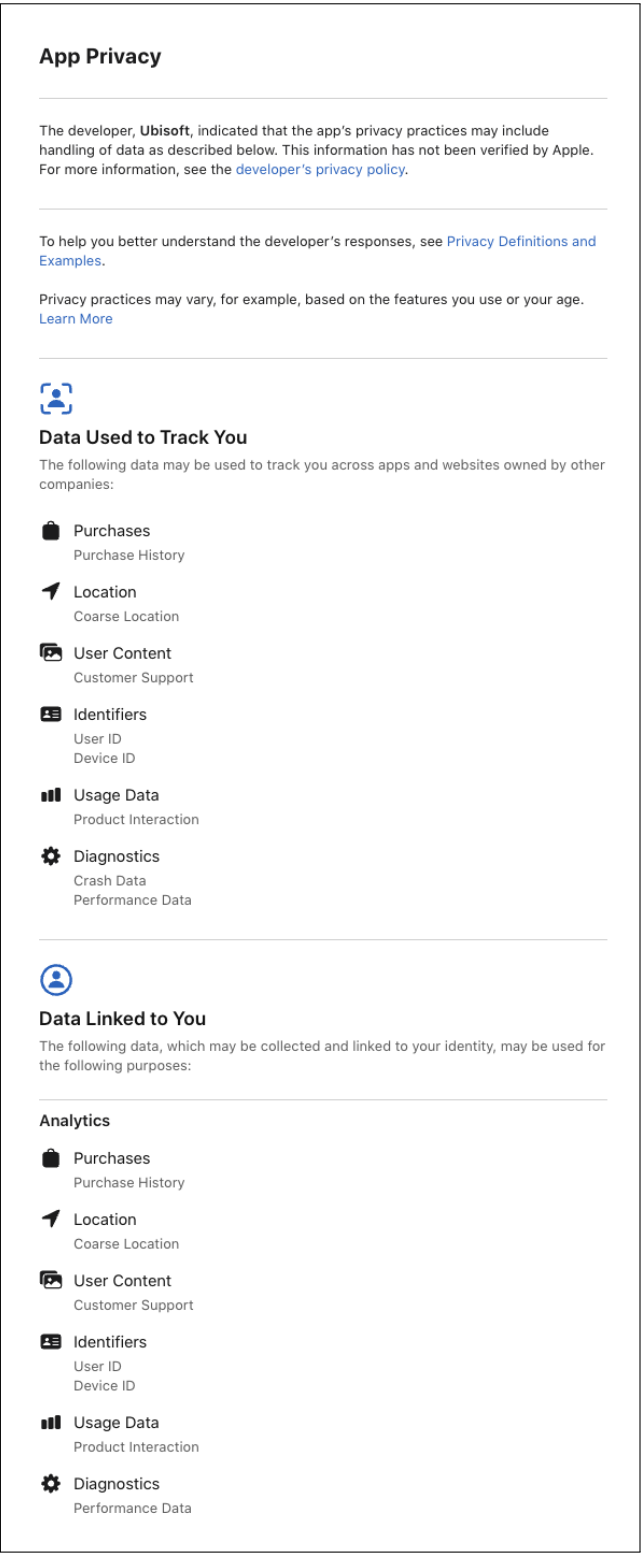 App Privacy
The developer, Ubisoft, indicated that the app's privacy practices may include
handling of data as described below. This information has not been verified by Apple.
For more information, see the developer's privacy policy.
To help you better understand the developer's responses, see Privacy Definitions and
Examples.
Privacy practices may vary, for example, based on the features you use or your age.
Learn More
Data Used to Track You
The following data may be used to track you across apps and websites owned by other
companies:
Purchases
Purchase History
Location
Coarse Location
User Content
Customer Support
Identifiers
User ID
Device ID
Usage Data
Product Interaction
Diagnostics
Crash Data
Performance Data
Data Linked to You
The following data, which may be collected and linked to your identity, may be used for
the following purposes:
Analytics
Purchases
Purchase History
Location
Coarse Location
User Content
Customer Support
Identifiers
User ID
Device ID
Usage Data
Product Interaction
Diagnostics
Performance Data